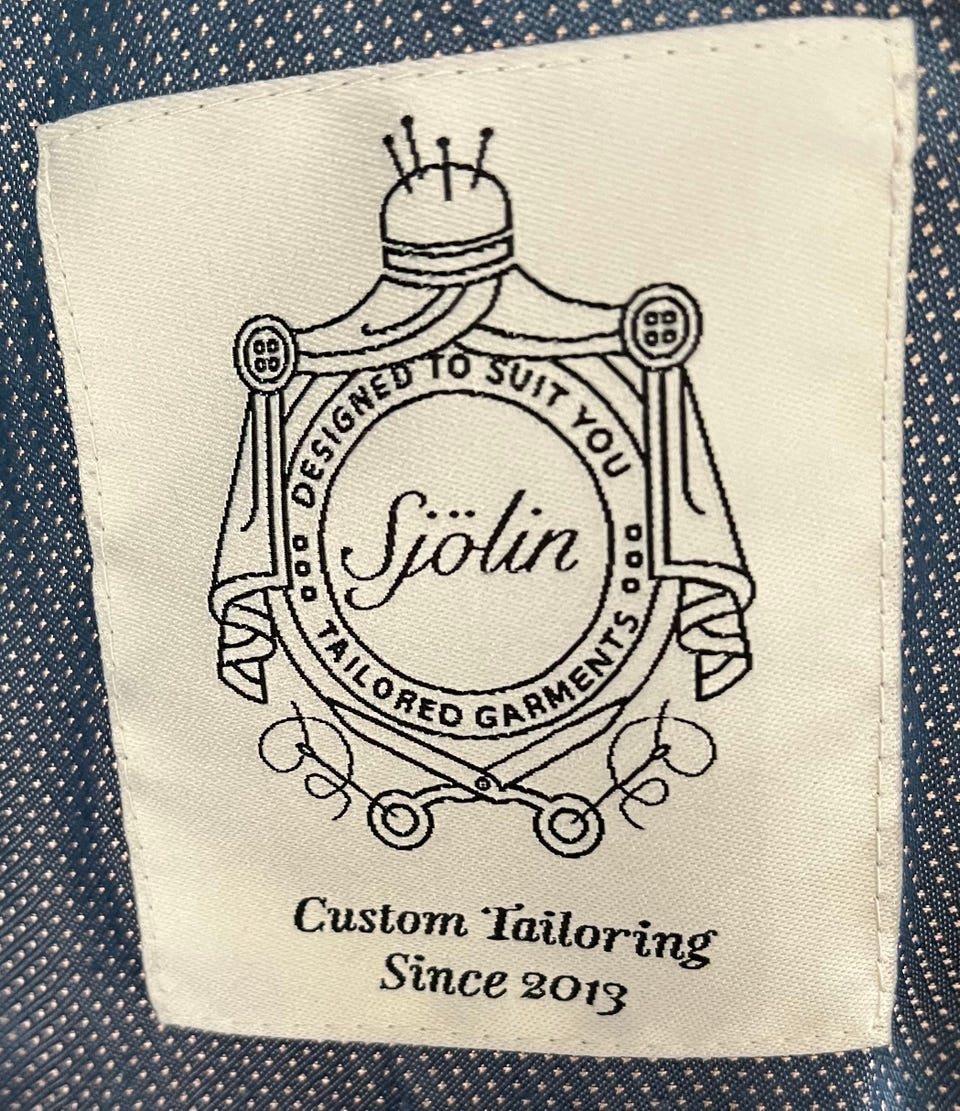 DESIGNED TO SUIT YOU
Sjölin
TAILORED GARMENTS
Custom Tailoring
Since 2013